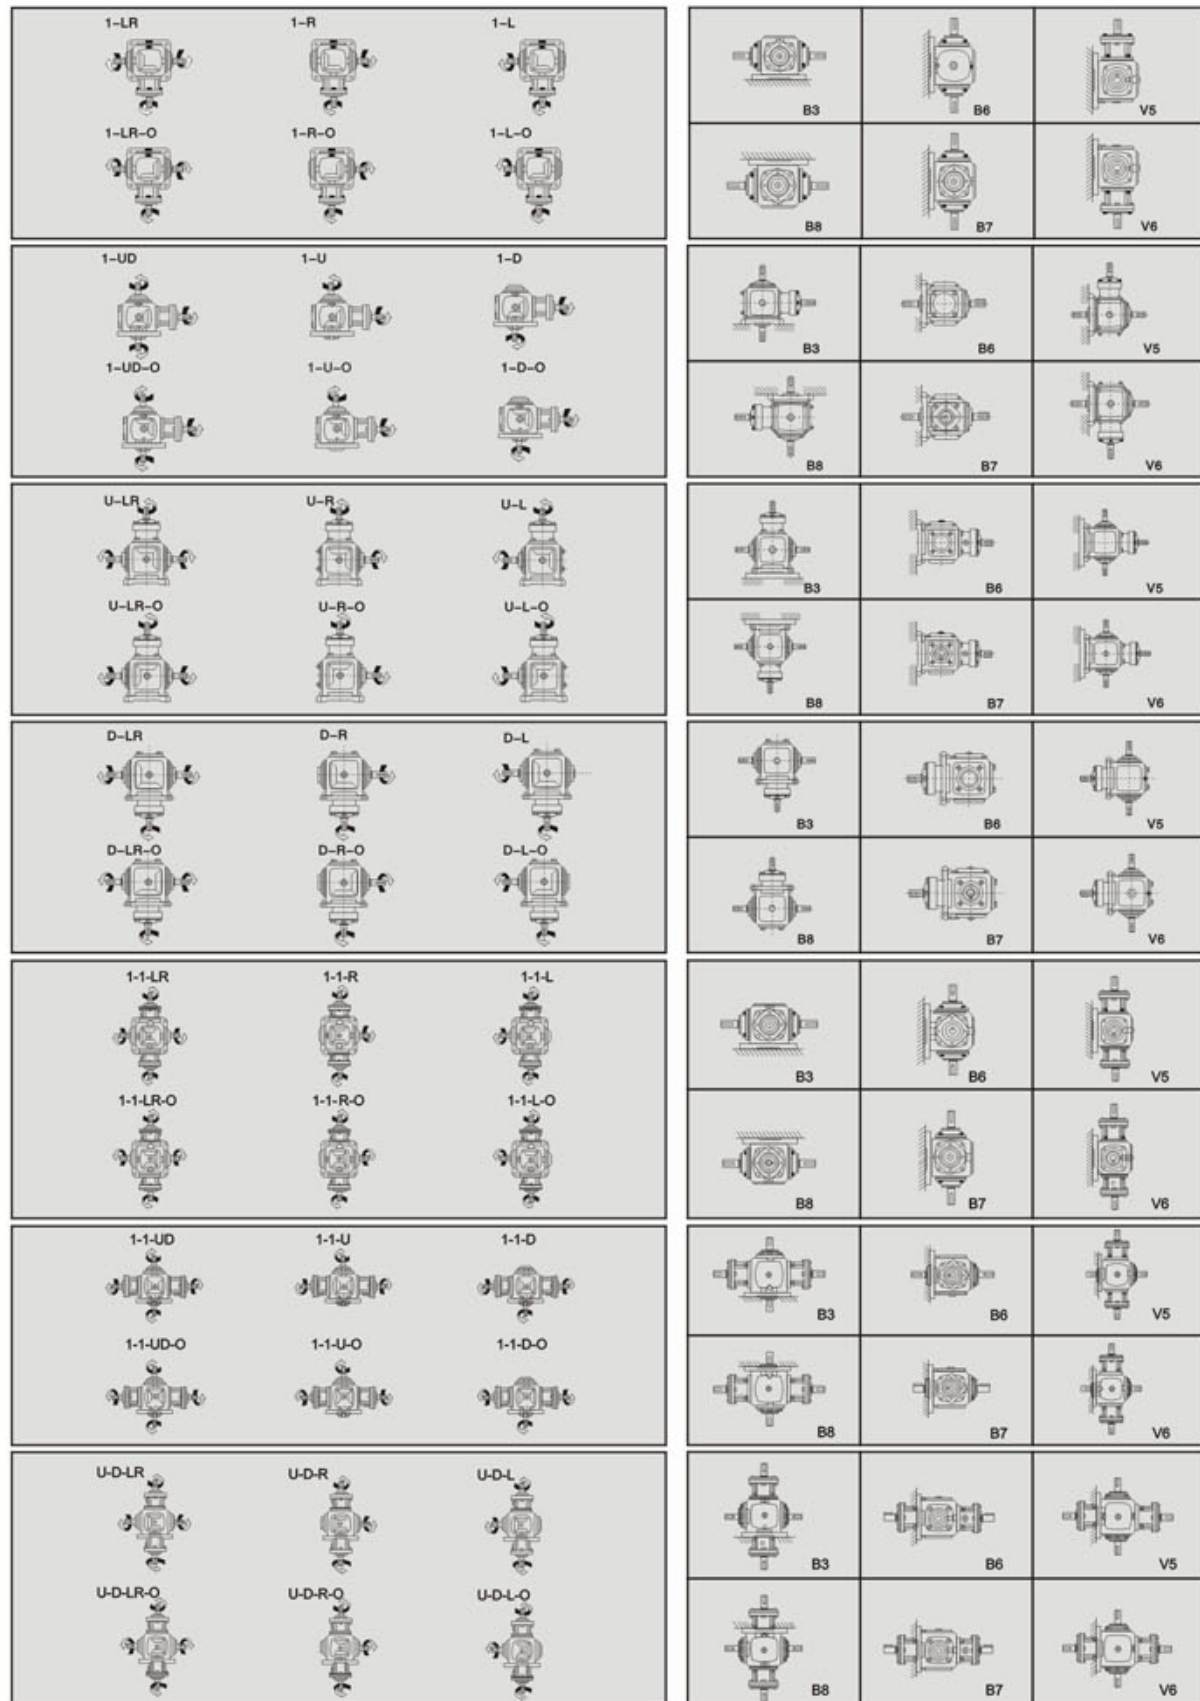 1-LR 1-R 1-L
1-LR-O 1-R-O 1-L-O
B3 B6 V5
B8 B7 V6
1-UD 1-U 1-D
1-UD-O 1-U-O 1-D-O
B3 B6 V5
B8 B7 V6
U-LR U-R U-L
U-LR-O U-R-O U-L-O
B3 B6 V5
B8 B7 V6
D-LR D-R D-L
D-LR-O D-R-O D-L-O
B3 B6 V5
B8 B7 V6
1-1-LR 1-1-R 1-1-L
1-1-LR-O 1-1-R-O 1-1-L-O
B3 B6 V5
B8 B7 V6
1-1-UD 1-1-U 1-1-D
1-1-UD-O 1-1-U-O 1-1-D-O
B3 B6 V5
B8 B7 V6
U-D-LR U-D-R U-D-L
U-D-LR-O U-D-R-O U-D-L-O
B3 B6 V5
B8 B7 V6